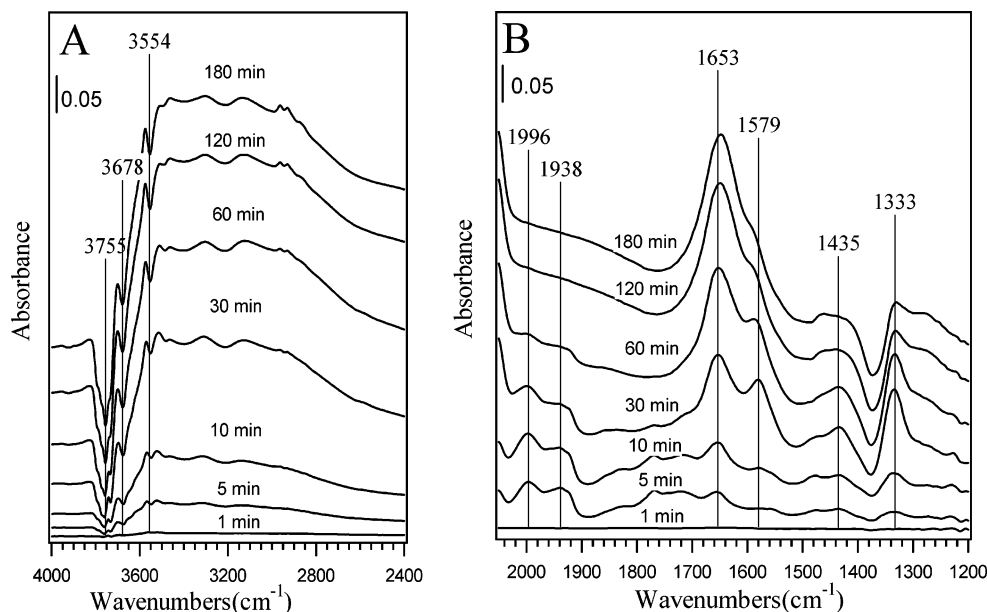 A
3554
180 min
0.05
120 min
3678
60 min
3755
30 min
10 min
5 min
1 min
Absorbance
4000 3600 3200 2800 2400
Wavenumbers(cm-1)
B
1653
0.05
1579
1996
1938
1333
180 min
1435
120 min
60 min
30 min
10 min
5 min
1 min
Absorbance
2000 1900 1800 1700 1600 1500 1400 1300 1200
Wavenumbers(cm-1)